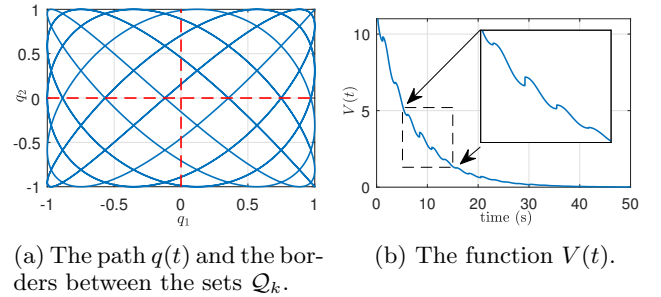 1
0.5
0
-0.5
-1
q₂
-1
-0.5
0
0.5
1
q₁
10
5
0
V(t)
0
10
20
30
40
50
time (s)
(a) The path q(t) and the bor-
ders between the sets 𝒬ₖ.
(b) The function V(t).